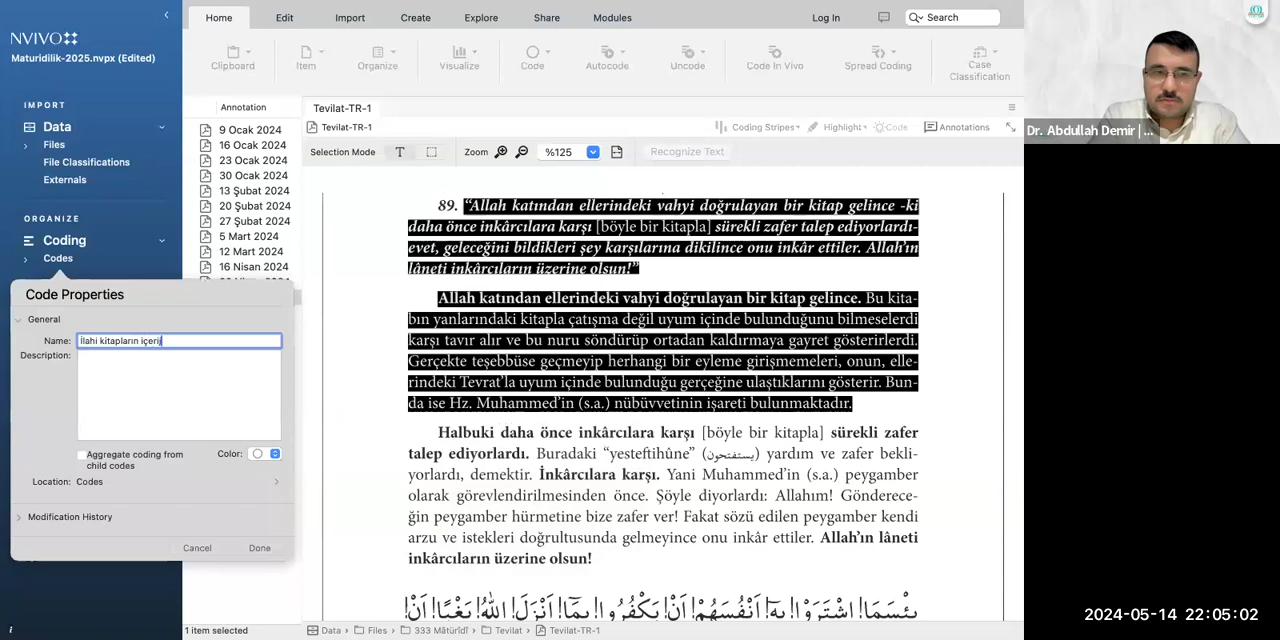 NVIVO
Maturidilik-2025.nvpx (Edited)
IMPORT
Data
Files
File Classifications
Externals
ORGANIZE
Coding
Codes
Home Edit Import Create Explore Share Modules Log In Search
Clipboard Item Organize Visualize Code Autocode Uncode Code In Vivo Spread Coding Case Classification
Annotation
9 Ocak 2024
16 Ocak 2024
23 Ocak 2024
30 Ocak 2024
13 Şubat 2024
20 Şubat 2024
27 Şubat 2024
5 Mart 2024
12 Mart 2024
16 Nisan 2024
Tevilat-TR-1
Tevilat-TR-1 Coding Stripes Highlight Code Annotations
Selection Mode T Zoom %125 Recognize Text
Code Properties
General
Name: İlahi kitapların içeriğ
Description:
Aggregate coding from
child codes
Color:
Location: Codes
Modification History
Cancel Done
89. “Allah katından ellerindeki vahyi doğrulayan bir kitap gelince -ki
daha önce inkârcılara karşı [böyle bir kitapla] sürekli zafer talep ediyorlardı-
evet, geleceğini bildikleri şey karşılarına dikilince onu inkâr ettiler. Allah’ın
lâneti inkârcıların üzerine olsun!”
Allah katından ellerindeki vahyi doğrulayan bir kitap gelince. Bu kita-
bın yanlarındaki kitapla çatışma değil uyum içinde bulunduğunu bilmeselerdi
karşı tavır alır ve bu nuru söndürüp ortadan kaldırmaya gayret gösterirlerdi.
Gerçekte teşebbüse geçmeyip herhangi bir eyleme girişmemeleri, onun, elle-
rindeki Tevrat’la uyum içinde bulunduğu gerçeğine ulaştıklarını gösterir. Bun-
da ise Hz. Muhammed’in (s.a.) nübüvvetinin işareti bulunmaktadır.
Halbuki daha önce inkârcılara karşı [böyle bir kitapla] sürekli zafer
talep ediyorlardı. Buradaki “yesteftihûne” (يستفتحون) yardım ve zafer bekli-
yorlardı, demektir. İnkârcılara karşı. Yani Muhammed’in (s.a.) peygamber
olarak görevlendirilmesinden önce. Şöyle diyorlardı: Allahım! Göndere­ce-
ğin peygamber hürmetine bize zafer ver! Fakat sözü edilen peygamber kendi
arzu ve istekleri doğrultusunda gelmeyince onu inkâr ettiler. Allah’ın lâneti
inkârcıların üzerine olsun!
بِئْسَمَا اشْتَرَوْا بِهِ أَنْفُسَهُمْ أَنْ يَكْفُرُوا بِمَا أَنْزَلَ اللهُ بَغْيًا أَنْ
1 item selected
Data Files 333 Mâtürîdî Tevilat Tevilat-TR-1
Dr. Abdullah Demir | ...
2024-05-14 22:05:02